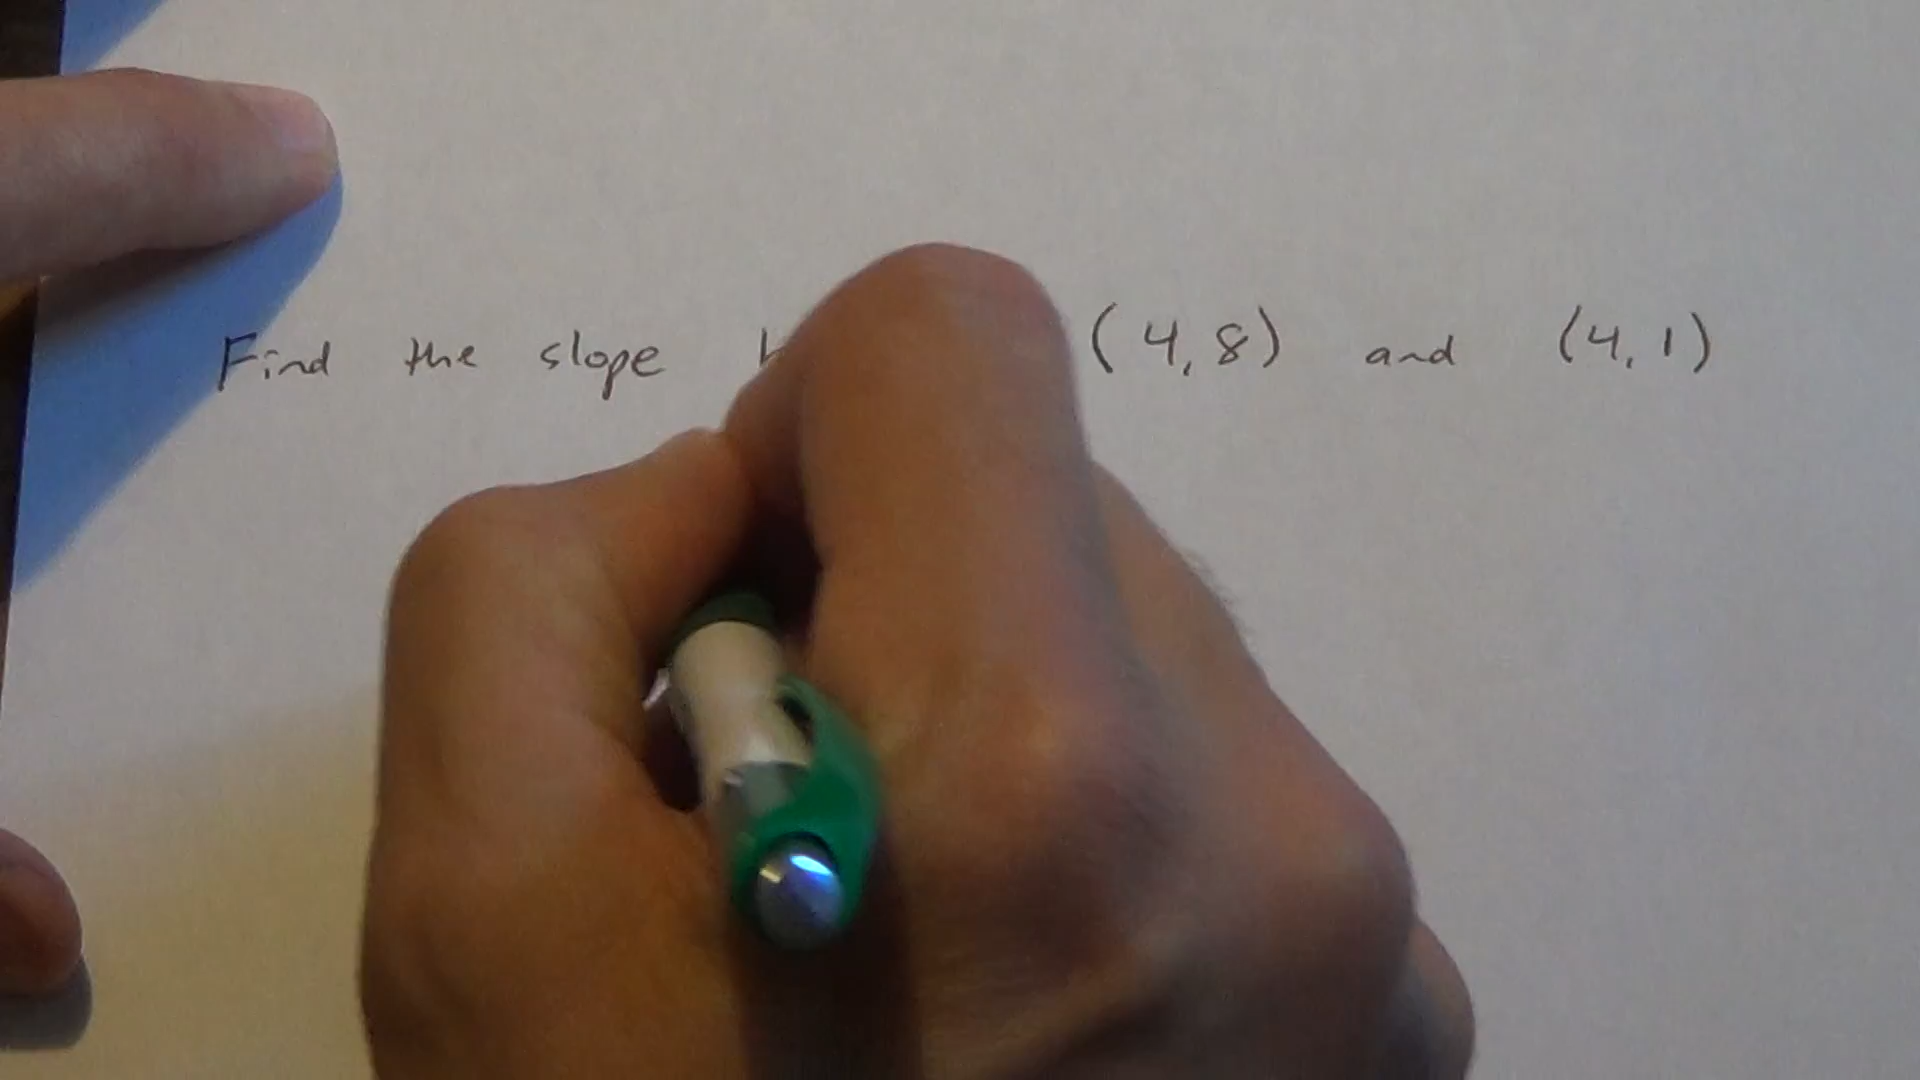 Find the slope (4,8) and (4,1)